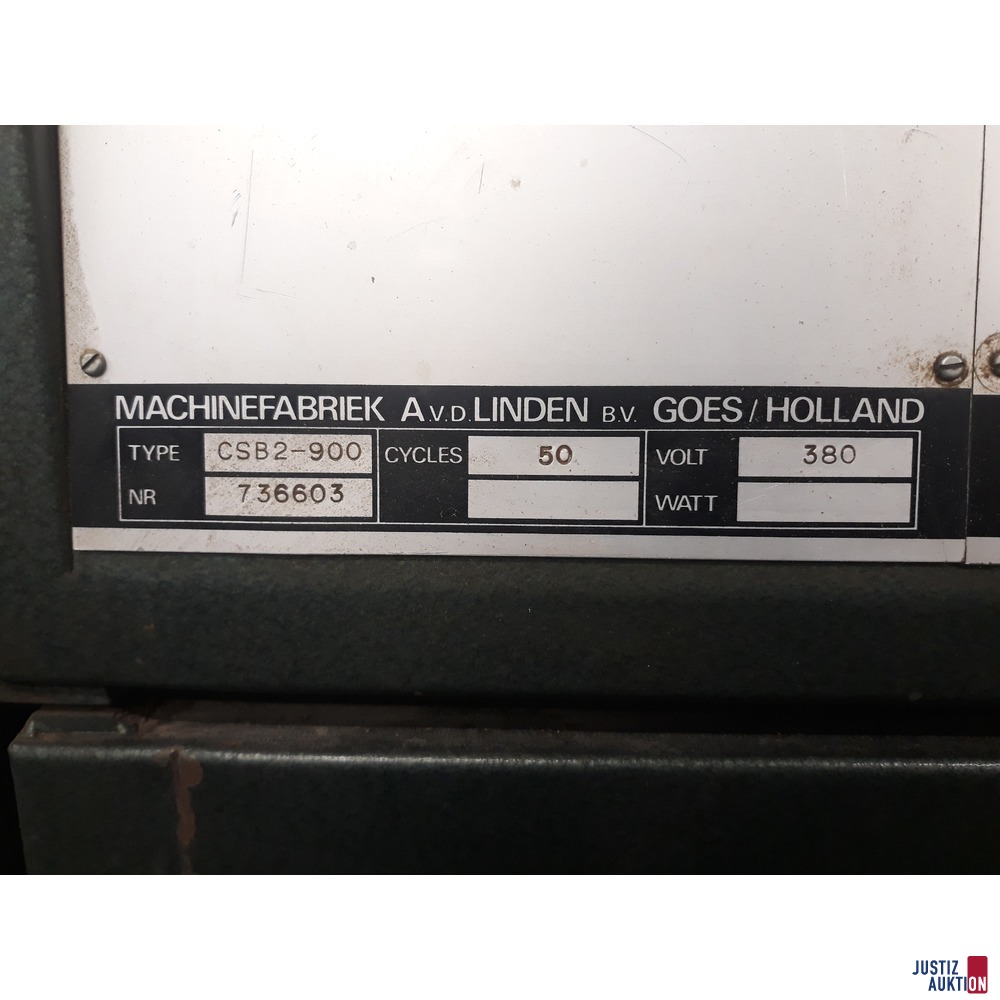 MACHINEFABRIEK A.V.D. LINDEN B.V. GOES / HOLLAND
TYPE CSB2-900 CYCLES 50 VOLT 380
NR 736603 WATT
JUSTIZ
AUKTION